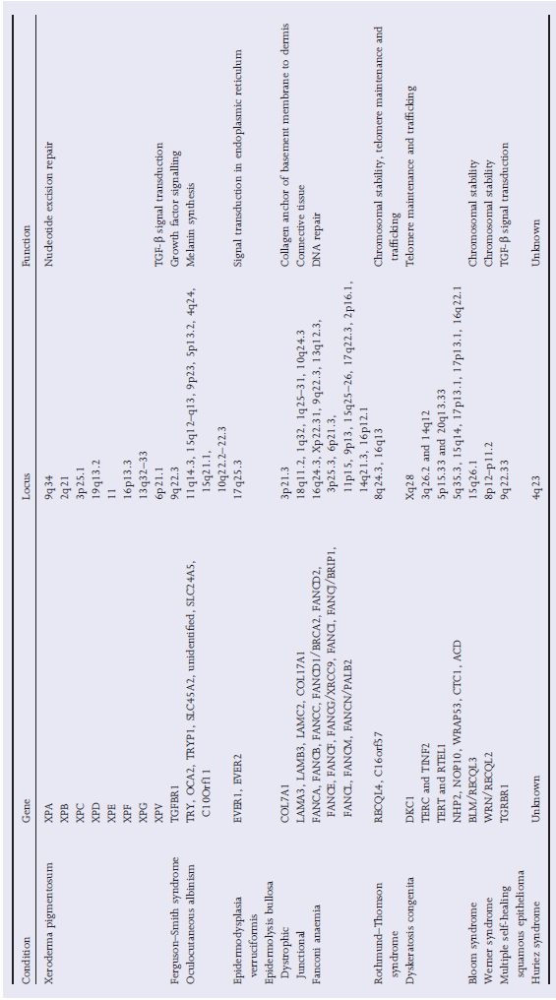 Condition Gene Locus Function
Xeroderma pigmentosum XPA 9q34 Nucleotide excision repair
XPB 2q21
XPC 3p25.1
XPD 19q13.2
XPE 11
XPF 16p13.3
XPG 13q32–33
XPV 6p21.1 TGF-β signal transduction
Ferguson–Smith syndrome TGFBR1 9q22.3 Growth factor signalling
Oculocutaneous albinism TRY, OCA2, TRYP1, SLC45A2, unidentified, SLC24A5, 11q14.3, 15q12–q13, 9p23, 5p13.2, 4q24, Melanin synthesis
C10Orf11 15q21.1,
10q22.2–22.3
Epidermodysplasia EVER1, EVER2 17q25.3 Signal transduction in endoplasmic reticulum
verruciformis
Epidermolysis bullosa
Dystrophic COL7A1 3p21.3 Collagen anchor of basement membrane to dermis
Junctional LAMA3, LAMB3, LAMC2, COL17A1 18q11.2, 1q32, 1q25–31, 10q24.3 Connective tissue
Fanconi anaemia FANCA, FANCB, FANCC, FANCD1/BRCA2, FANCD2, 16q24.3, Xp22.31, 9q22.3, 13q12.3, DNA repair
FANCE, FANCF, FANCG/XRCC9, FANCI, FANCJ/BRIP1, 3p25.3, 6p21.3,
FANCL, FANCM, FANCN/PALB2 11p15, 9p13, 15q25–26, 17q22.3, 2p16.1,
14q21.3, 16p12.1
Rothmund–Thomson RECQL4, C16orf57 8q24.3, 16q13 Chromosomal stability, telomere maintenance and
syndrome trafficking
Dyskeratosis congenita DKC1 Xq28 Telomere maintenance and trafficking
TERC and TINF2 3q26.2 and 14q12
TERT and RTEL1 5p15.33 and 20q13.33
NHP2, NOP10, WRAP53, CTC1, ACD 5q35.3, 15q14, 17p13.1, 17p13.1, 16q22.1
Bloom syndrome BLM/RECQL3 15q26.1 Chromosomal stability
Werner syndrome WRN/RECQL2 8p12–p11.2 Chromosomal stability
Multiple self-healing TGRBR1 9q22.33 TGF-β signal transduction
squamous epithelioma
Huriez syndrome Unknown 4q23 Unknown